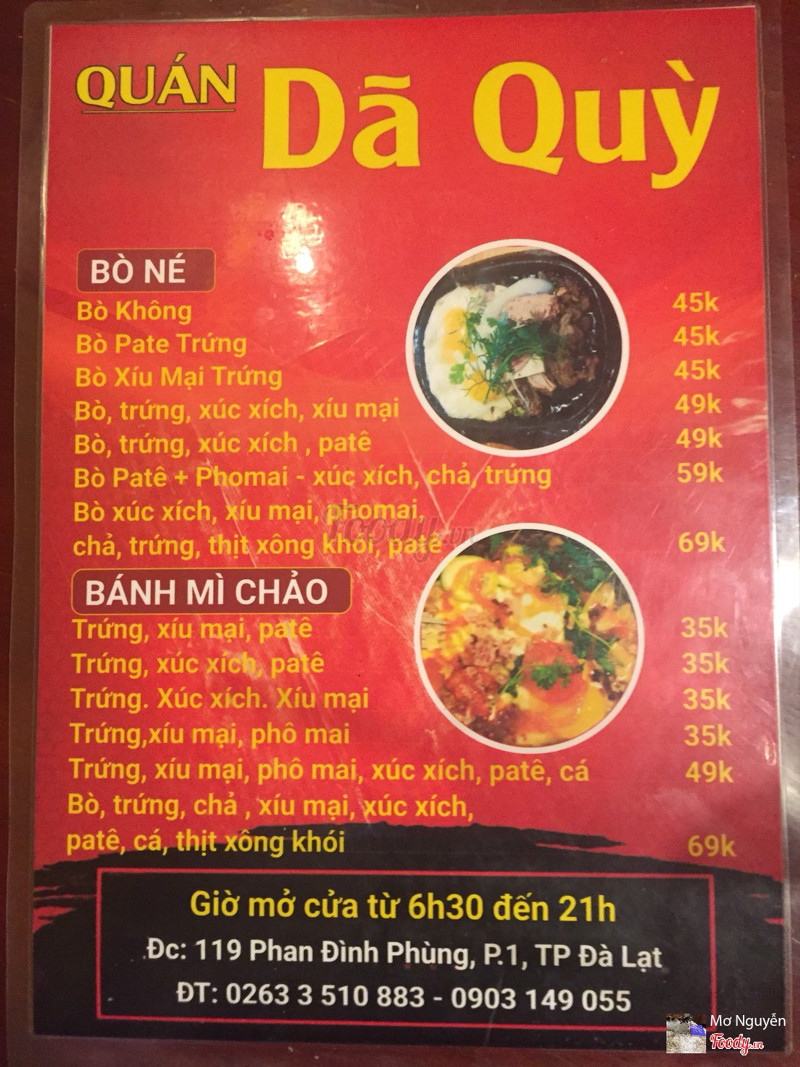 QUÁN Dã Quỳ
BÒ NÉ
Bò Không 45k
Bò Pate Trứng 45k
Bò Xíu Mại Trứng 45k
Bò, trứng, xúc xích, xíu mại 49k
Bò, trứng, xúc xích , patê 49k
Bò Patê + Phomai - xúc xích, chả, trứng 59k
Bò xúc xích, xíu mại, phomai,
chả, trứng, thịt xông khói, patê 69k
foody.vn
BÁNH MÌ CHẢO
Trứng, xíu mại, patê 35k
Trứng, xúc xích, patê 35k
Trứng. Xúc xích. Xíu mại 35k
Trứng,xíu mại, phô mai 35k
Trứng, xíu mại, phô mai, xúc xích, patê, cá 49k
Bò, trứng, chả , xíu mại, xúc xích,
patê, cá, thịt xông khói 69k
Giờ mở cửa từ 6h30 đến 21h
Đc: 119 Phan Đình Phùng, P.1, TP Đà Lạt
ĐT: 0263 3 510 883 - 0903 149 055
Mơ Nguyễn
Foody.vn